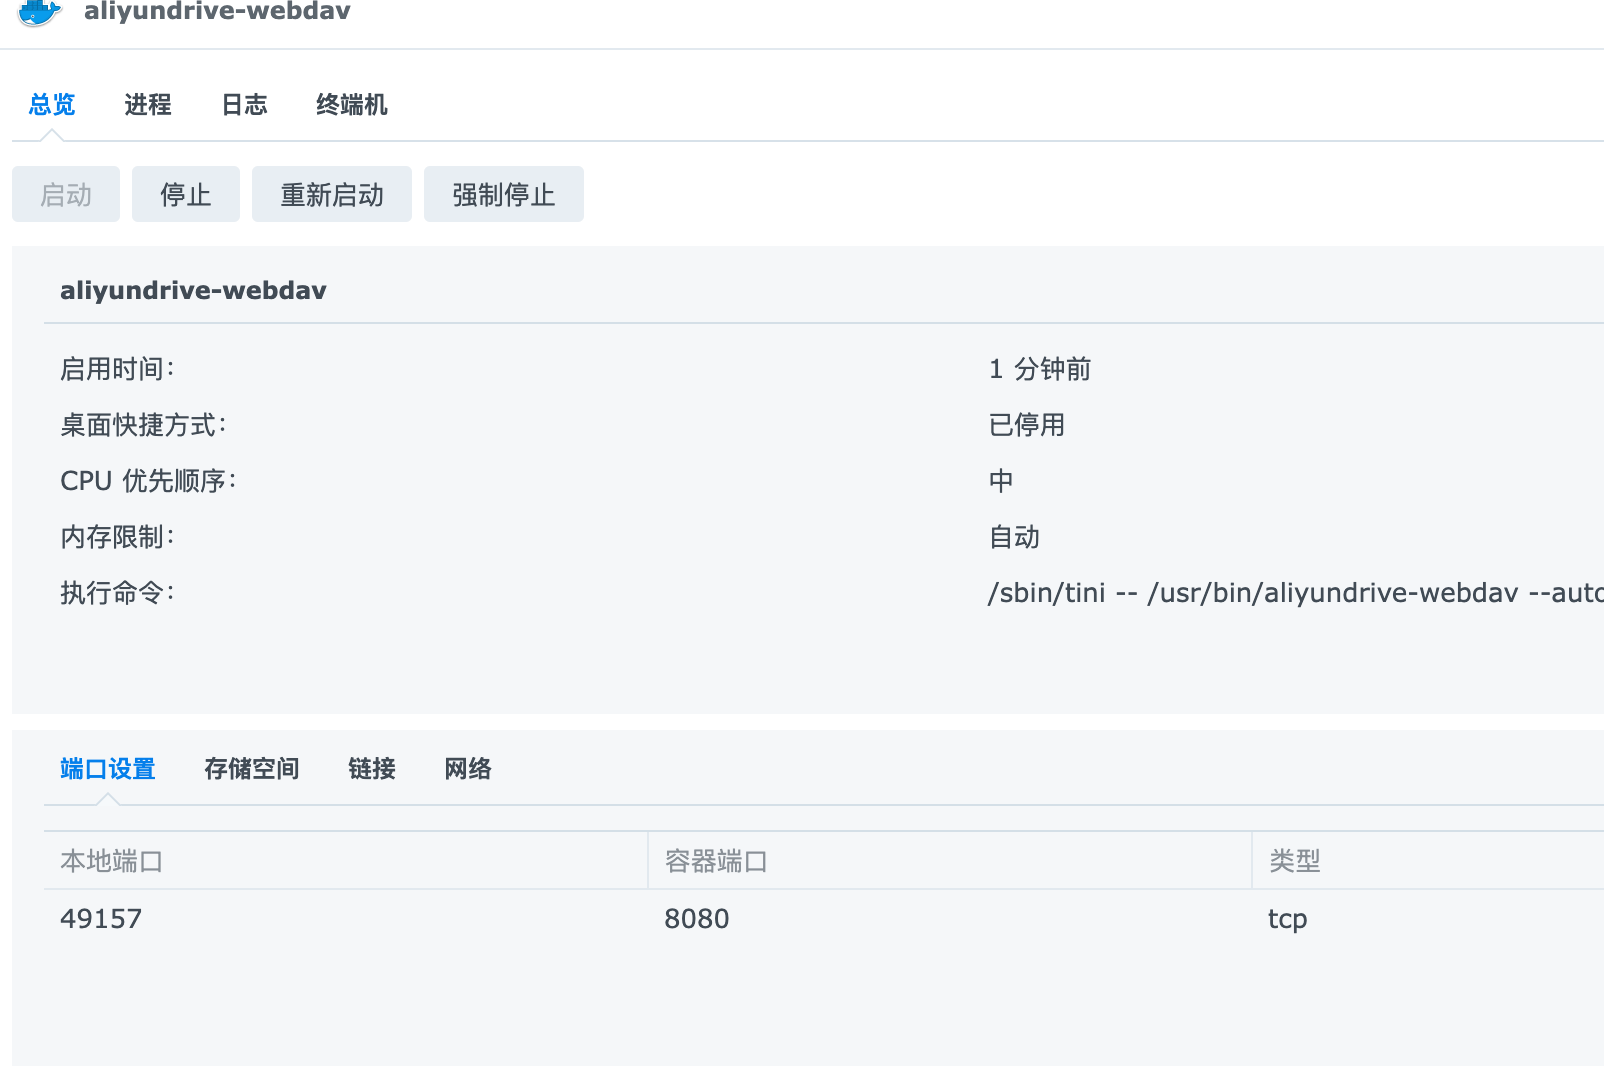 aliyundrive-webdav
总览 进程 日志 终端机
启动 停止 重新启动 强制停止
aliyundrive-webdav
启用时间: 1 分钟前
桌面快捷方式: 已停用
CPU 优先顺序: 中
内存限制: 自动
执行命令: /sbin/tini -- /usr/bin/aliyundrive-webdav --auto
端口设置 存储空间 链接 网络
本地端口 容器端口 类型
49157 8080 tcp